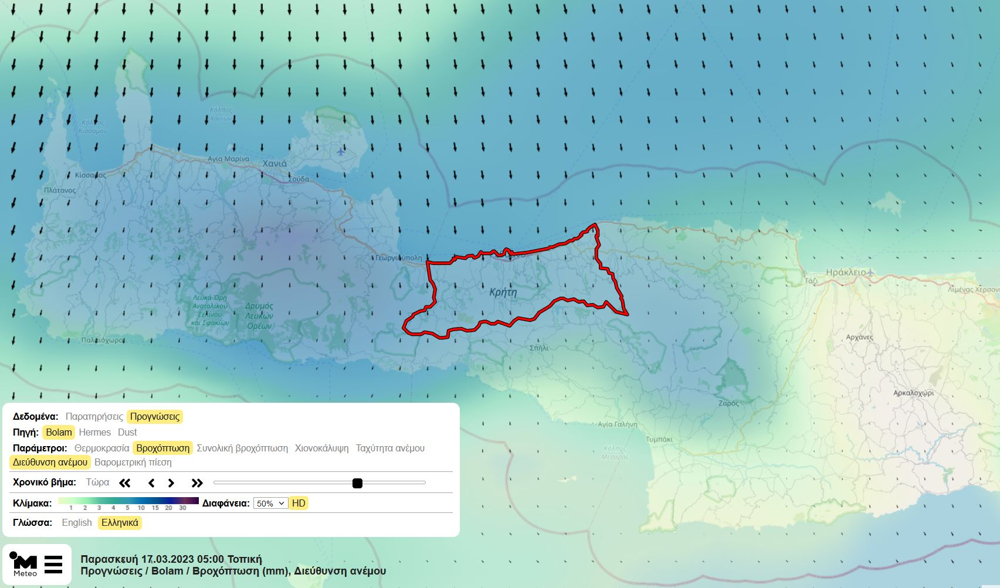 Κόλπος
Χανίων
Κόλπος
Κισσάμου
Αγία Μαρίνα
Χανιά
Κίσσαμος
Σούδα
Πλάτανος
Γεωργιούπολη
Ηράκλειο
Γάζι
Λιμένας Χερσονή
Κρήτη
Λευκά Όρη
Ανατολικού
Σελίνου
και Σφακίων
Δρυμός
Λευκών
Ορέων
Παλαιόχωρα
Αρχάνες
Σπήλι
Αρκαλοχώρι
Ζαρός
Αγία Γαλήνη
Τυμπάκι
Κόλπος
Μεσαράς
Δεδομένα: Παρατηρήσεις Προγνώσεις
Πηγή: Bolam Hermes Dust
Παράμετροι: Θερμοκρασία Βροχόπτωση Συνολική βροχόπτωση Χιονοκάλυψη Ταχύτητα ανέμου
Διεύθυνση ανέμου Βαρομετρική πίεση
Χρονικό βήμα: Τώρα
Κλίμακα: 1 2 3 4 5 10 15 20 30 Διαφάνεια: 50% HD
Γλώσσα: English Ελληνικά
Meteo
Παρασκευή 17.03.2023 05:00 Τοπική
Προγνώσεις / Bolam / Βροχόπτωση (mm), Διεύθυνση ανέμου